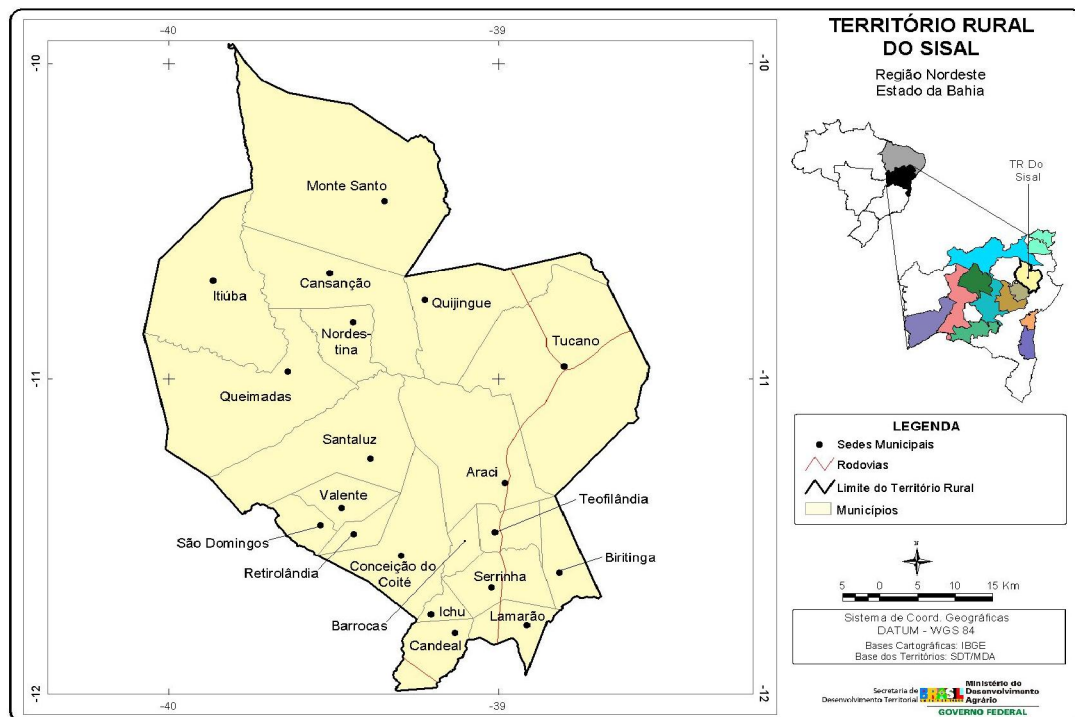 -40
-39
-10
-10
Monte Santo
Cansanção
Itiúba
Quijingue
Nordes-
tina
Tucano
-11
-11
Queimadas
Santaluz
Araci
Valente
Teofilândia
São Domingos
Retirolândia
Conceição do
Coité
Biritinga
Serrinha
Barrocas
Ichu
Lamarão
Candeal
-12
-12
-40
-39
TERRITÓRIO RURAL
DO SISAL
Região Nordeste
Estado da Bahia
TR Do
Sisal
LEGENDA
Sedes Municipais
Rodovias
Limite do Território Rural
Municípios
N
5 0 5 10 15 Km
Sistema de Coord. Geográficas
DATUM - WGS 84
Bases Cartográficas: IBGE
Base dos Territórios: SDT/MDA
Secretaria de
Desenvolvimento Territorial
BRASIL
Ministério do
Desenvolvimento
Agrário
GOVERNO FEDERAL